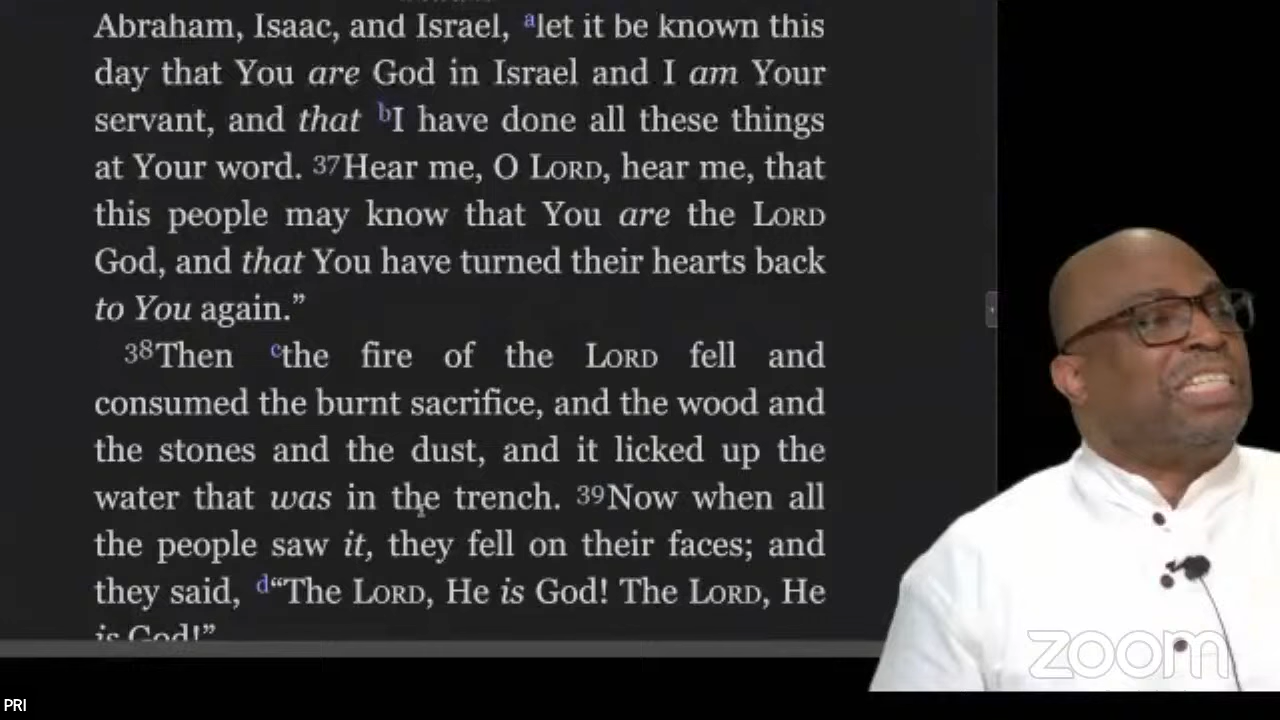 Abraham, Isaac, and Israel, ᵃlet it be known this
day that You are God in Israel and I am Your
servant, and that ᵇI have done all these things
at Your word. 37Hear me, O LORD, hear me, that
this people may know that You are the LORD
God, and that You have turned their hearts back
to You again.”
38Then ᶜthe fire of the LORD fell and
consumed the burnt sacrifice, and the wood and
the stones and the dust, and it licked up the
water that was in the trench. 39Now when all
the people saw it, they fell on their faces; and
they said, ᵈ“The LORD, He is God! The LORD, He
is God!”
zoom
PRI